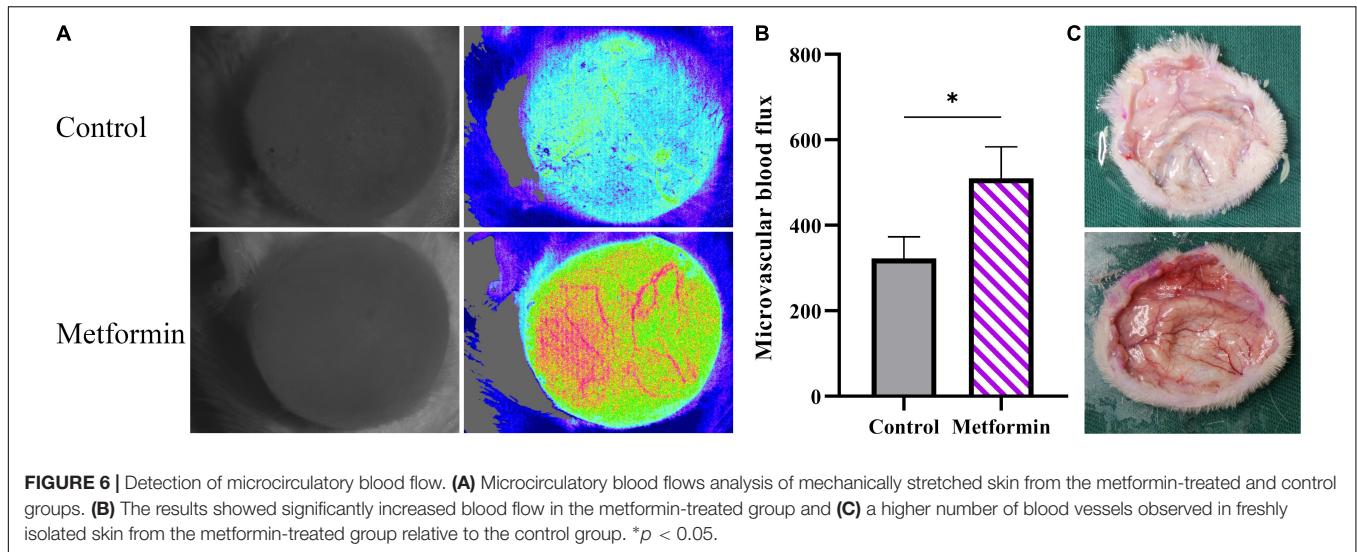 A
Control
Metformin
B
Microvascular blood flux
800
600
400
200
0
*
Control Metformin
C
FIGURE 6 | Detection of microcirculatory blood flow. (A) Microcirculatory blood flows analysis of mechanically stretched skin from the metformin-treated and control
groups. (B) The results showed significantly increased blood flow in the metformin-treated group and (C) a higher number of blood vessels observed in freshly
isolated skin from the metformin-treated group relative to the control group. *p < 0.05.